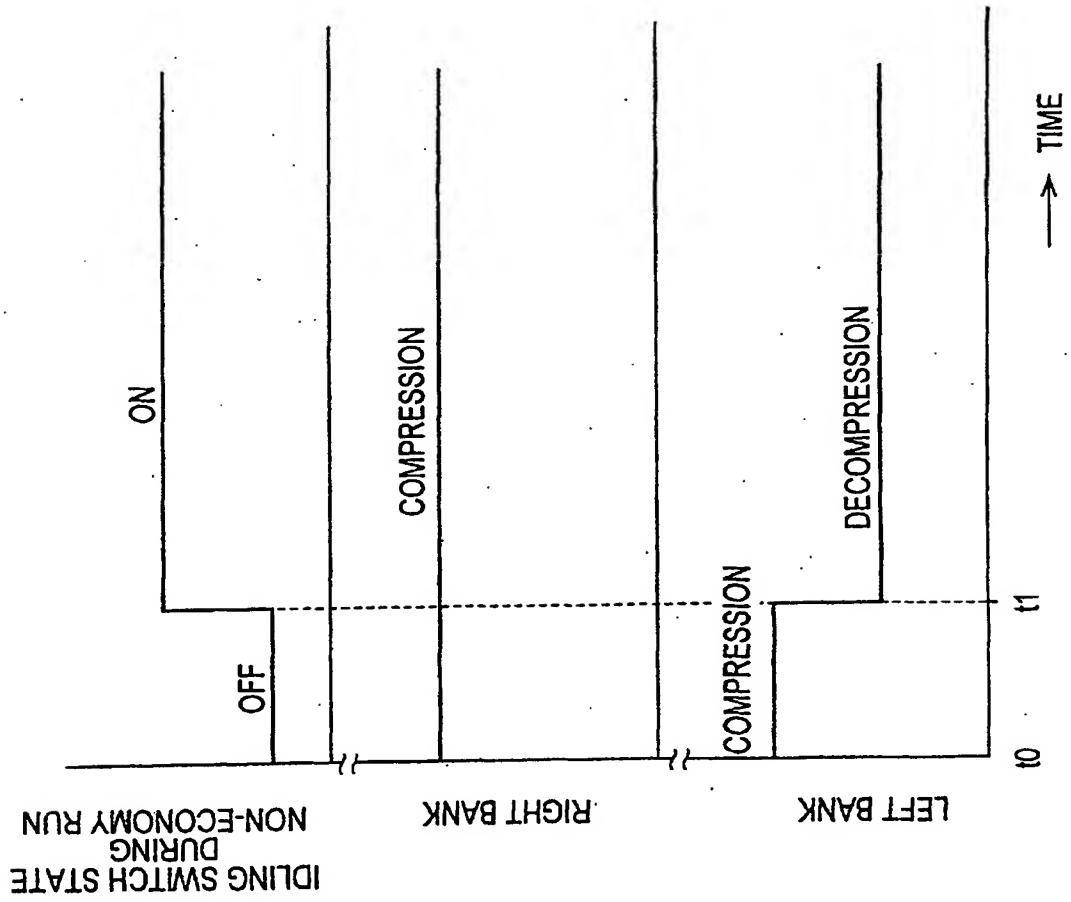 IDLING SWITCH STATE
DURING
NON-ECONOMY RUN
OFF
ON
RIGHT BANK
COMPRESSION
LEFT BANK
COMPRESSION
DECOMPRESSION
t0
t1
→ TIME